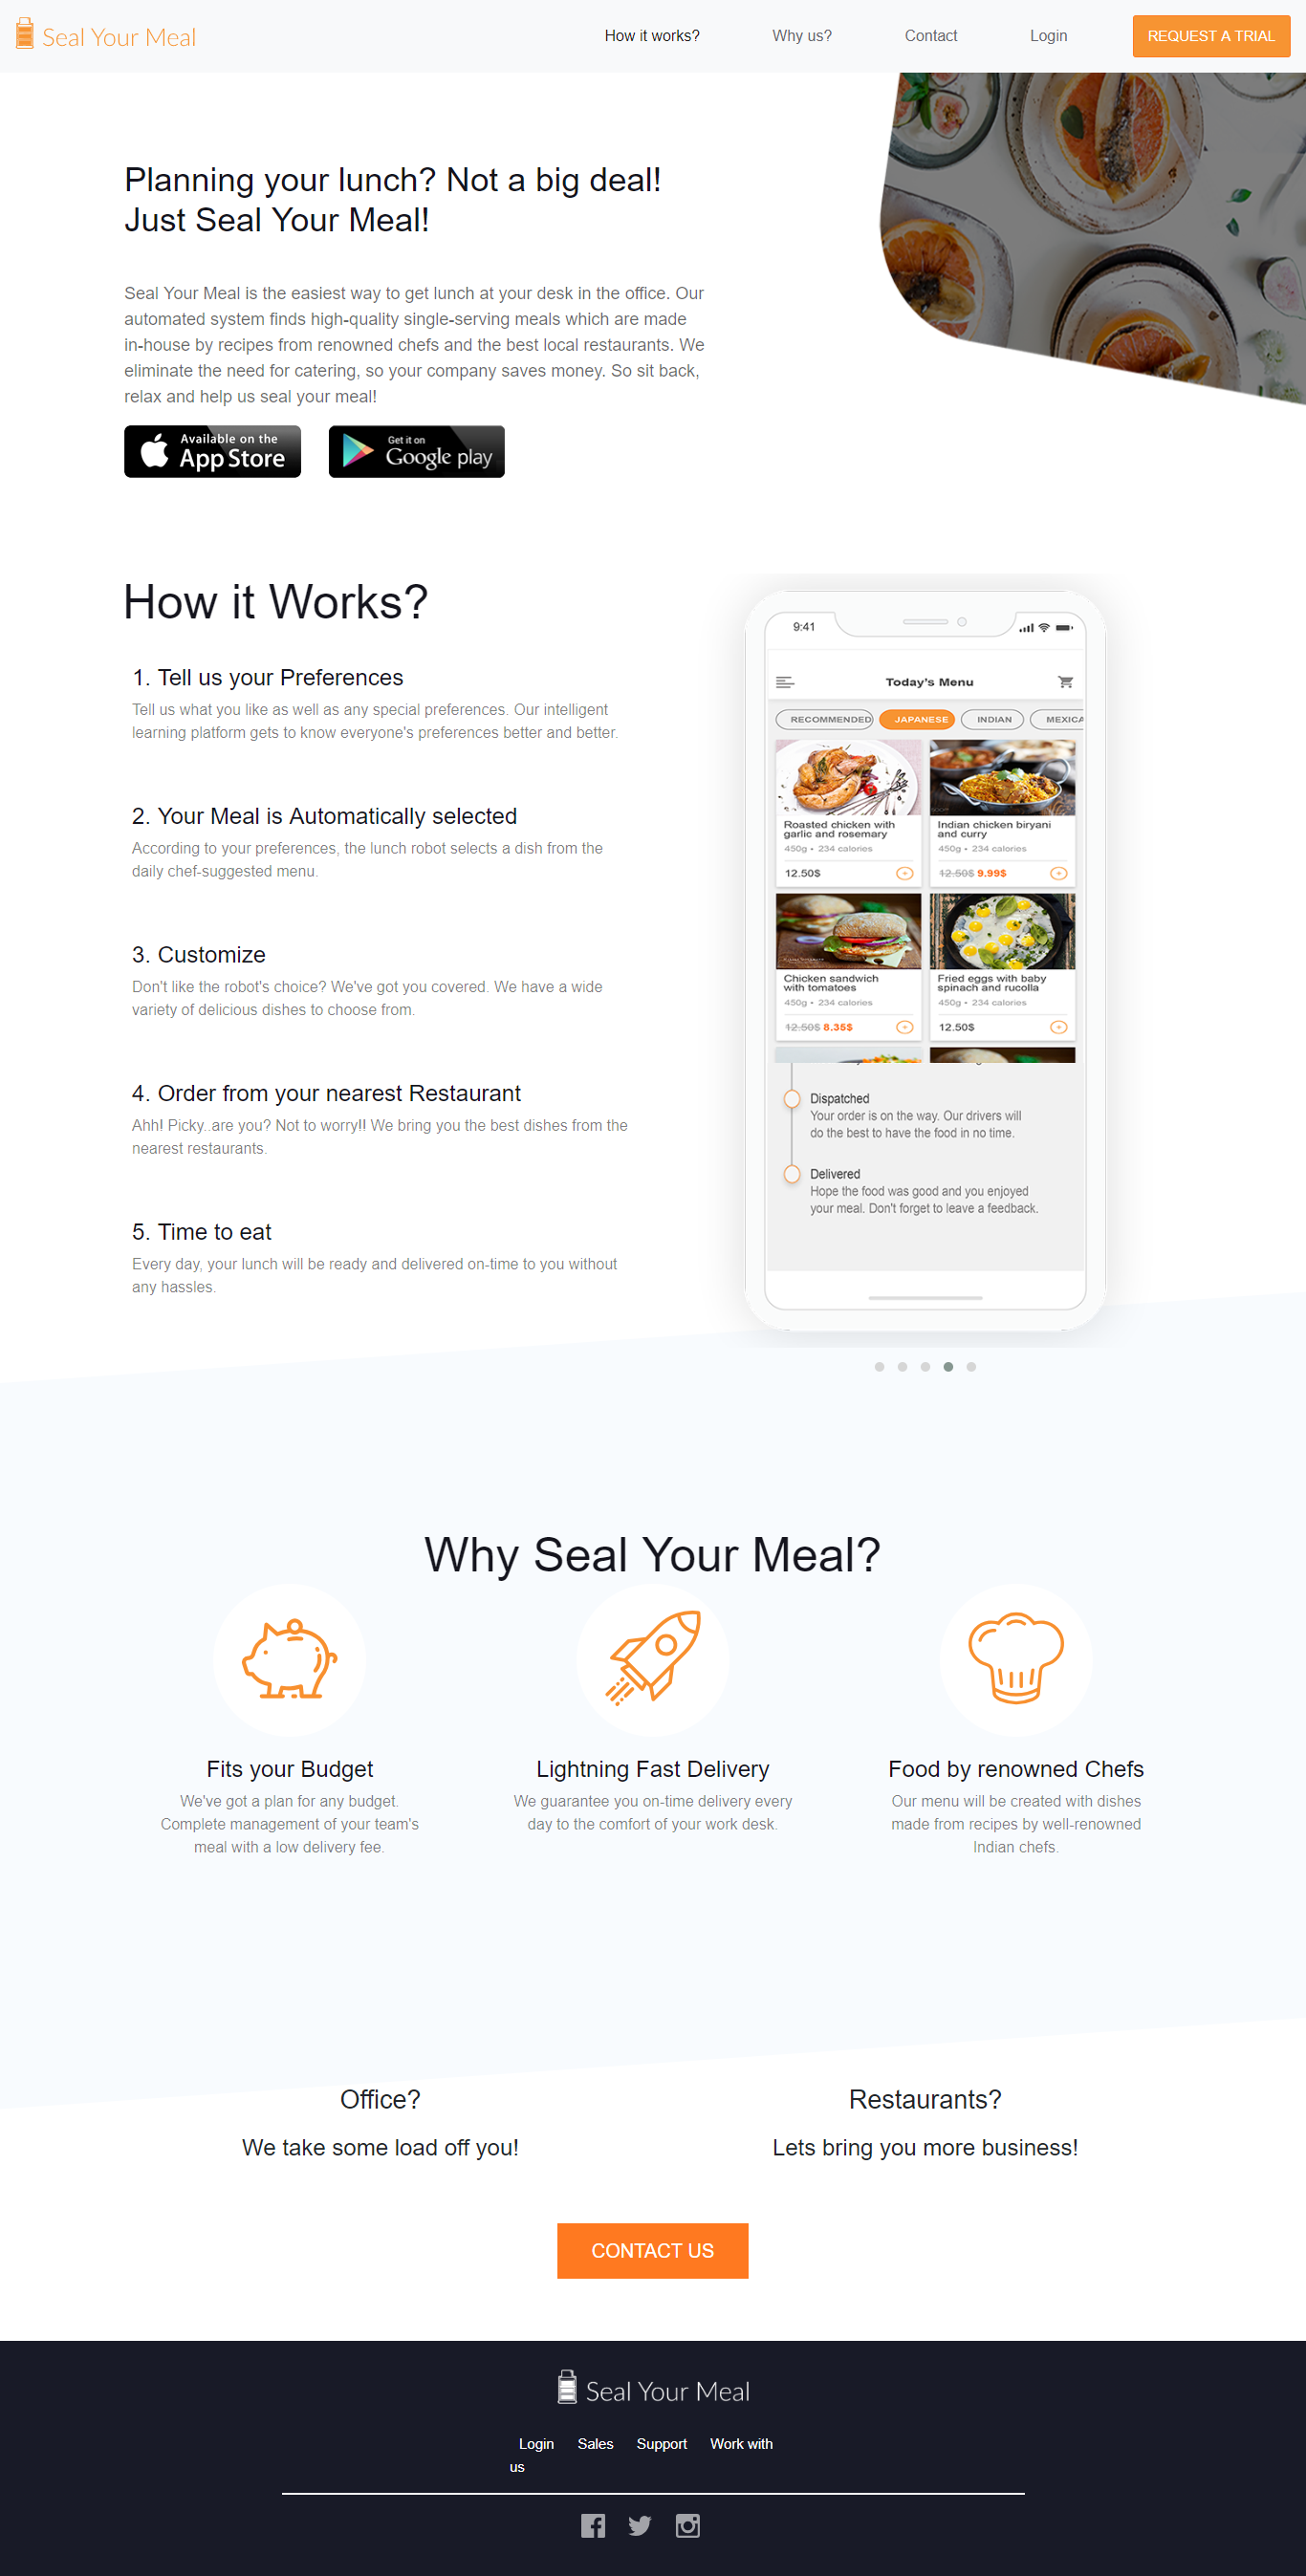 Seal Your Meal
How it works?
Why us?
Contact
Login
REQUEST A TRIAL
Planning your lunch? Not a big deal!
Just Seal Your Meal!
Seal Your Meal is the easiest way to get lunch at your desk in the office. Our
automated system finds high-quality single-serving meals which are made
in-house by recipes from renowned chefs and the best local restaurants. We
eliminate the need for catering, so your company saves money. So sit back,
relax and help us seal your meal!
Available on the
App Store
Get it on
Google play
How it Works?
1. Tell us your Preferences
Tell us what you like as well as any special preferences. Our intelligent
learning platform gets to know everyone's preferences better and better.
2. Your Meal is Automatically selected
According to your preferences, the lunch robot selects a dish from the
daily chef-suggested menu.
3. Customize
Don't like the robot's choice? We've got you covered. We have a wide
variety of delicious dishes to choose from.
4. Order from your nearest Restaurant
Ahh! Picky..are you? Not to worry!! We bring you the best dishes from the
nearest restaurants.
5. Time to eat
Every day, your lunch will be ready and delivered on-time to you without
any hassles.
9:41
Today's Menu
RECOMMENDED
JAPANESE
INDIAN
MEXICA
Roasted chicken with
garlic and rosemary
450g • 234 calories
12.50$
Indian chicken biryani
and curry
450g • 234 calories
12.50$ 9.99$
Chicken sandwich
with tomatoes
450g • 234 calories
12.50$ 8.35$
Fried eggs with baby
spinach and rucolla
450g • 234 calories
12.50$
Dispatched
Your order is on the way. Our drivers will
do the best to have the food in no time.
Delivered
Hope the food was good and you enjoyed
your meal. Don't forget to leave a feedback.
Why Seal Your Meal?
Fits your Budget
We've got a plan for any budget.
Complete management of your team's
meal with a low delivery fee.
Lightning Fast Delivery
We guarantee you on-time delivery every
day to the comfort of your work desk.
Food by renowned Chefs
Our menu will be created with dishes
made from recipes by well-renowned
Indian chefs.
Office?
We take some load off you!
Restaurants?
Lets bring you more business!
CONTACT US
Seal Your Meal
Login Sales Support Work with
us